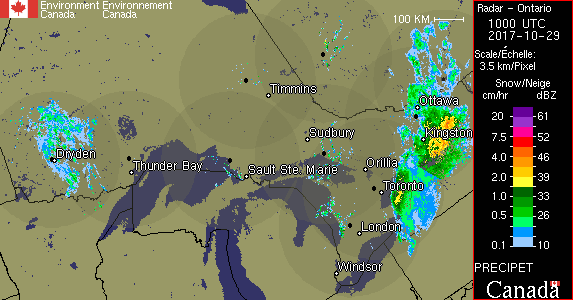 Environment Environnement
Canada Canada
100 KM
Timmins
Ottawa
Kingston
Sudbury
Dryden
Thunder Bay
Sault Ste. Marie
Orillia
Toronto
London
Windsor
Radar - Ontario
1000 UTC
2017-10-29
Scale/Échelle:
3.5 km/Pixel
Snow/Neige
cm/hr dBZ
20 61
7.5 52
4.0 46
2.0 39
1.0 33
0.5 26
0.1 10
PRECIPET
Canada